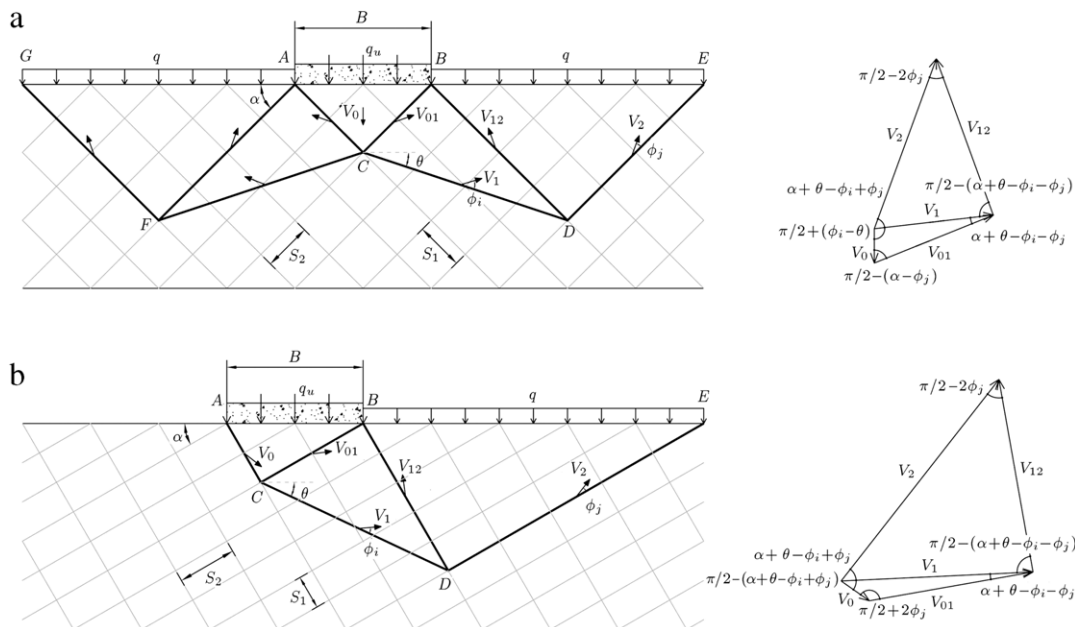 a
B
G q A q_u B q E
α V_0 V_01 V_12 V_2 ϕ_j
C θ V_1 ϕ_i
F D
S_2 S_1
π/2−2ϕ_j
V_2 V_12
α+θ−ϕ_i+ϕ_j π/2−(α+θ−ϕ_i−ϕ_j)
π/2+(ϕ_i−θ) V_1
V_0 V_01 α+θ−ϕ_i−ϕ_j
π/2−(α−ϕ_j)
b
B
A q_u B q E
α V_0 V_01 V_12 V_2 ϕ_j
C θ V_1 ϕ_i
D
S_2 S_1
π/2−2ϕ_j
V_2 V_12
α+θ−ϕ_i+ϕ_j π/2−(α+θ−ϕ_i−ϕ_j)
π/2−(α+θ−ϕ_i+ϕ_j) V_1
V_0 V_01 α+θ−ϕ_i−ϕ_j
π/2+2ϕ_j